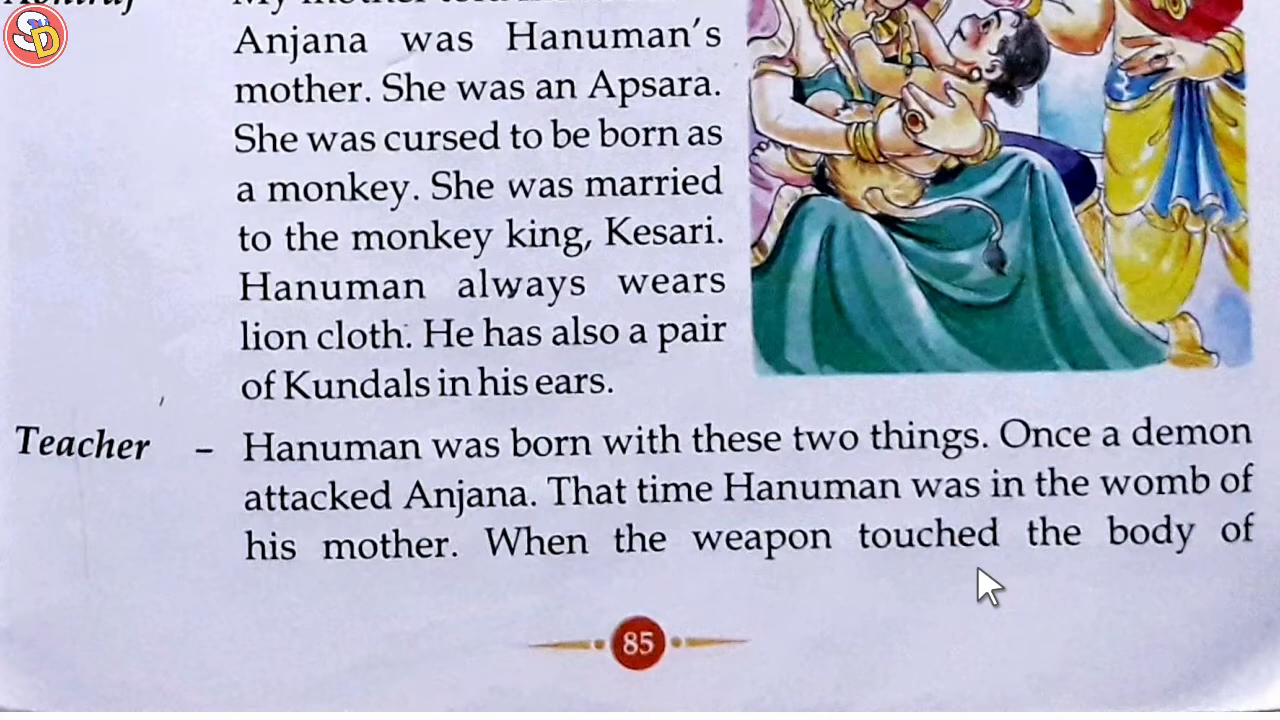 SD
Anjana was Hanuman's
mother. She was an Apsara.
She was cursed to be born as
a monkey. She was married
to the monkey king, Kesari.
Hanuman always wears
lion cloth. He has also a pair
of Kundals in his ears.
Teacher – Hanuman was born with these two things. Once a demon
attacked Anjana. That time Hanuman was in the womb of
his mother. When the weapon touched the body of
85